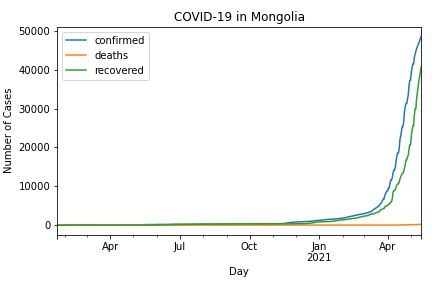 COVID-19 in Mongolia
confirmed
deaths
recovered
Number of Cases
50000
40000
30000
20000
10000
0
Apr
Jul
Oct
Jan
2021
Apr
Day